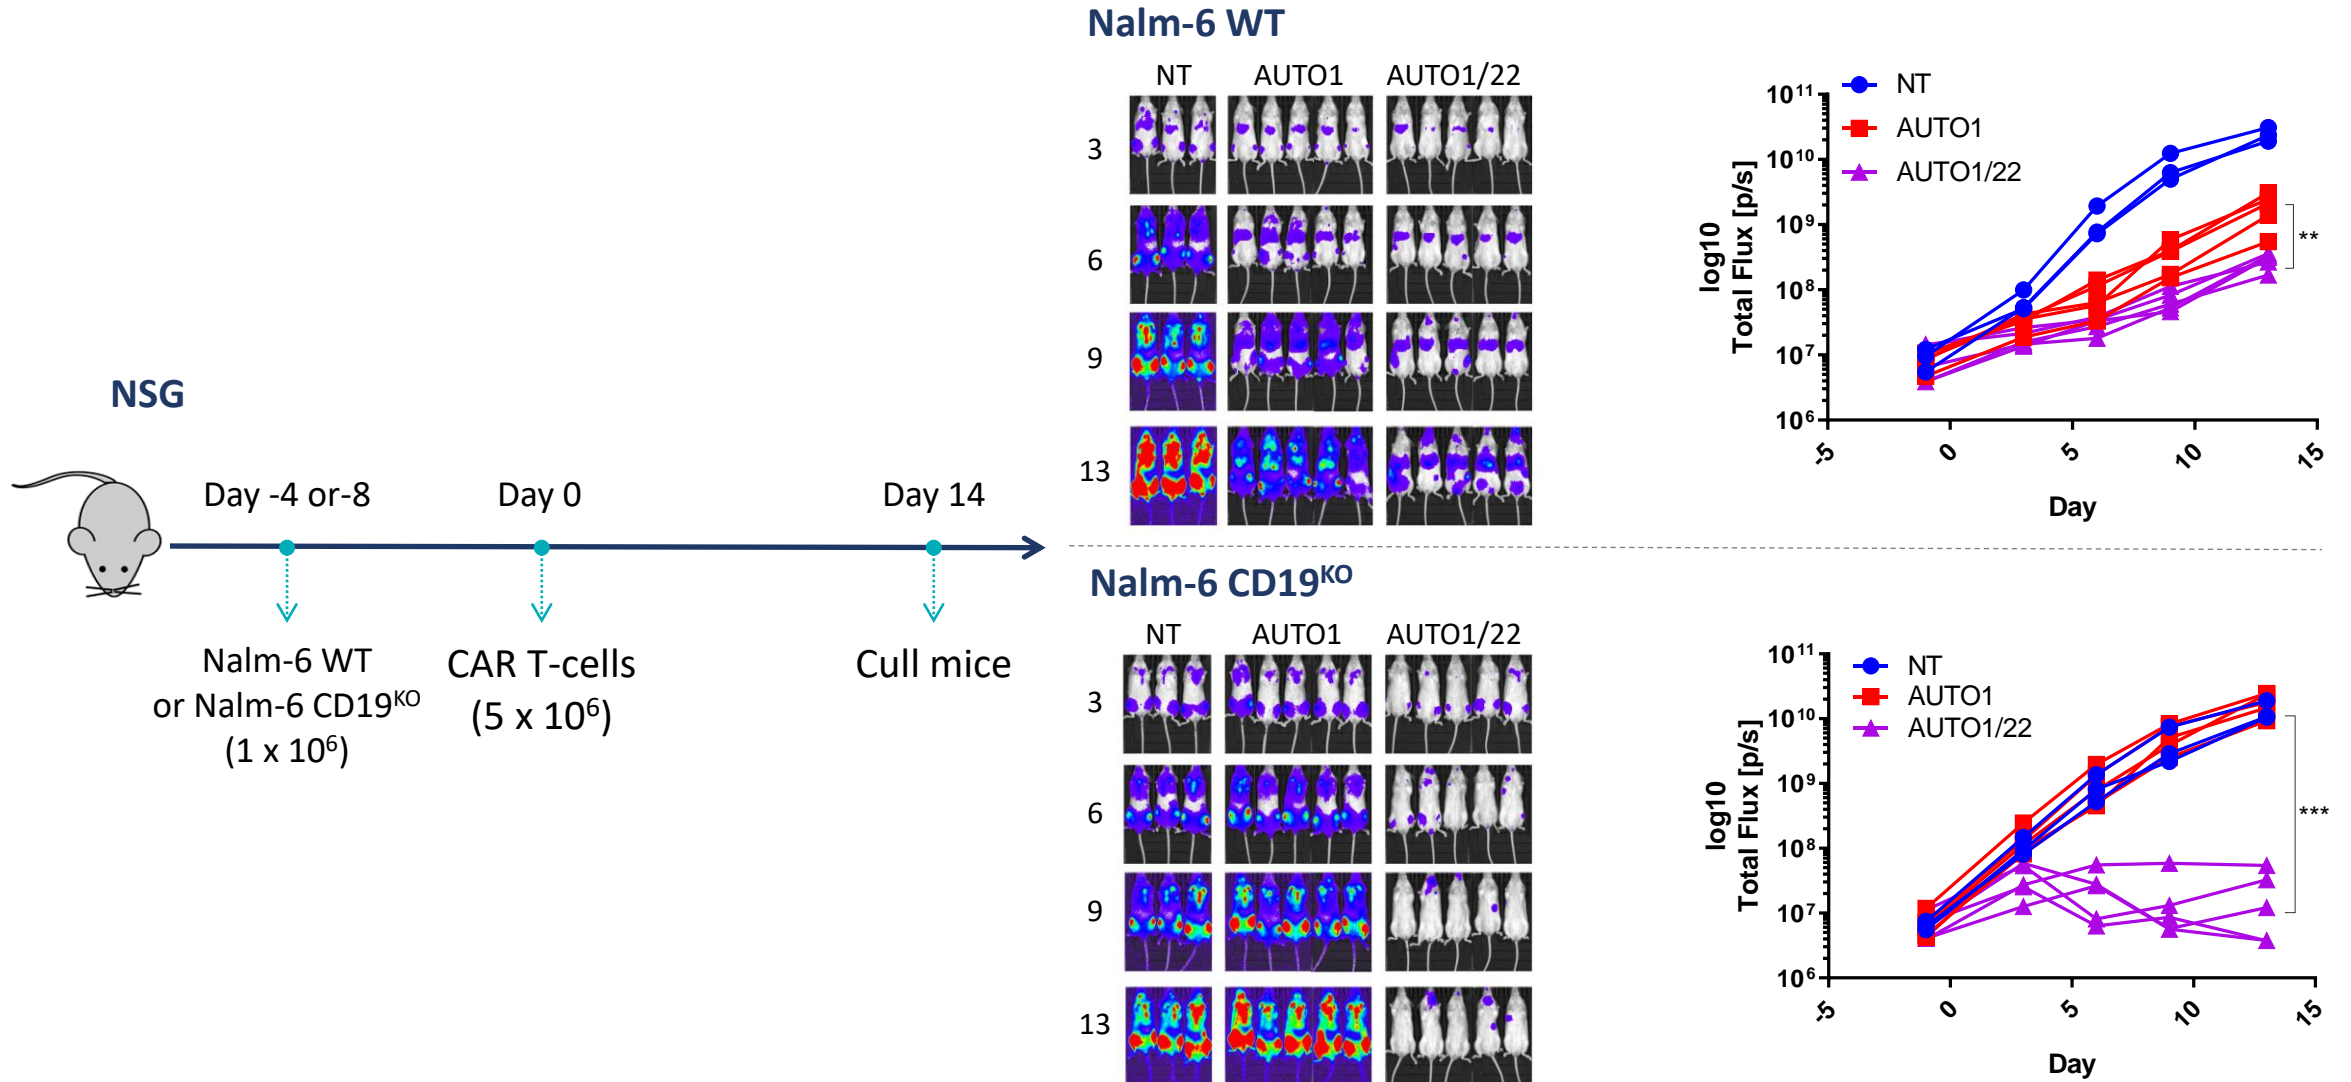 NSG
Day -4 or-8
Day 0
Day 14
Nalm-6 WT
or Nalm-6 CD19ᴷᴼ
(1 x 10⁶)
CAR T-cells
(5 x 10⁶)
Cull mice
Nalm-6 WT
NT AUTO1 AUTO1/22
3
6
9
13
NT
AUTO1
AUTO1/22
10¹¹
10¹⁰
10⁹
10⁸
10⁷
10⁶
log10
Total Flux [p/s]
-5 0 5 10 15
Day
**
Nalm-6 CD19ᴷᴼ
NT AUTO1 AUTO1/22
3
6
9
13
NT
AUTO1
AUTO1/22
10¹¹
10¹⁰
10⁹
10⁸
10⁷
10⁶
log10
Total Flux [p/s]
-5 0 5 10 15
Day
***